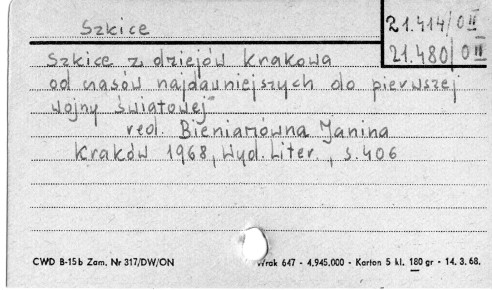 Szkice
21.414/O II
21.480/O II
Szkice z dziejów Krakowa
od czasów najdawniejszych do pierwszej
wojny światowej
red. Bieniarzówna Janina
Kraków 1968, Wyd. Liter., s. 406
CWD B-15b Zam. Nr 317/DW/ON
Wrak 647 - 4.945.000 - Karton 5 kl. 180 gr - 14. 3. 68.